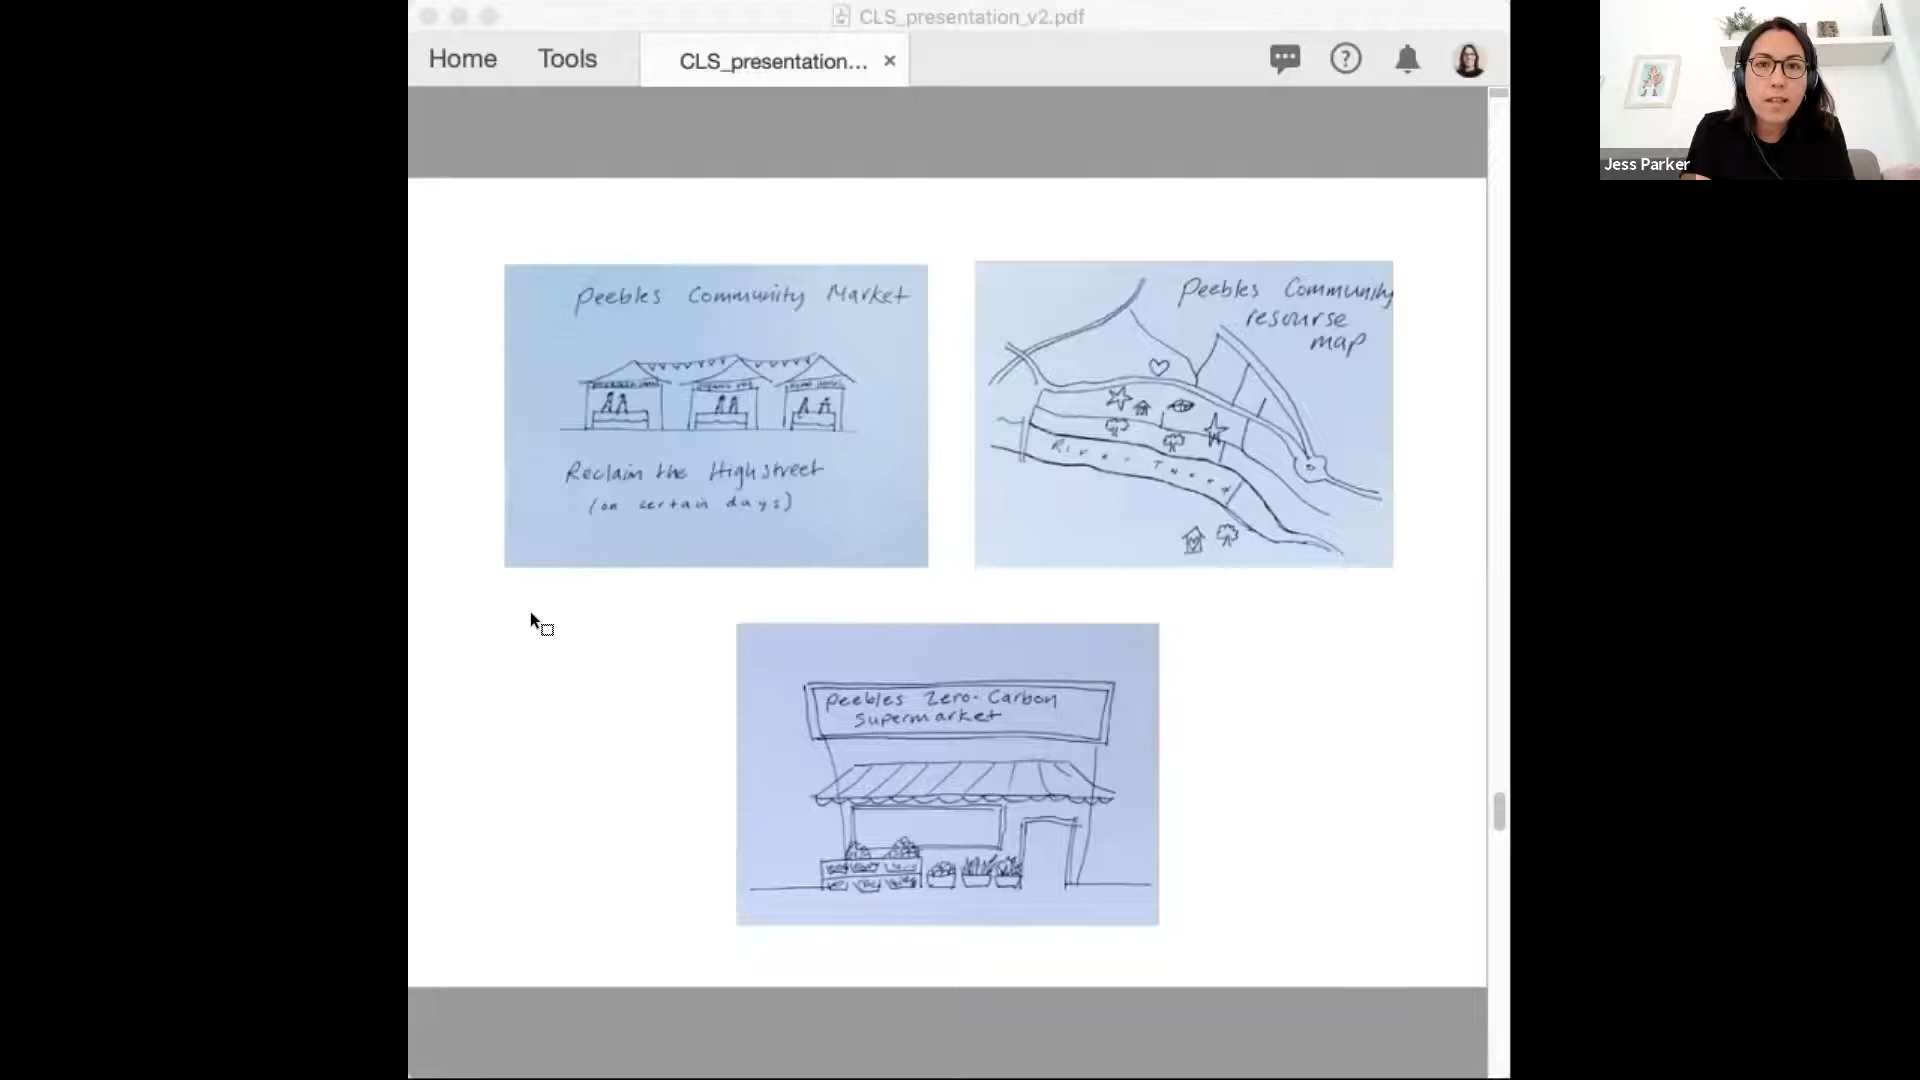 CLS_presentation_v2.pdf
Home Tools CLS_presentation...
Jess Parker
Peebles Community Market
Reclaim the High street
(on certain days)
Peebles Community
resourse
map
River Tweed
Peebles Zero-Carbon
supermarket